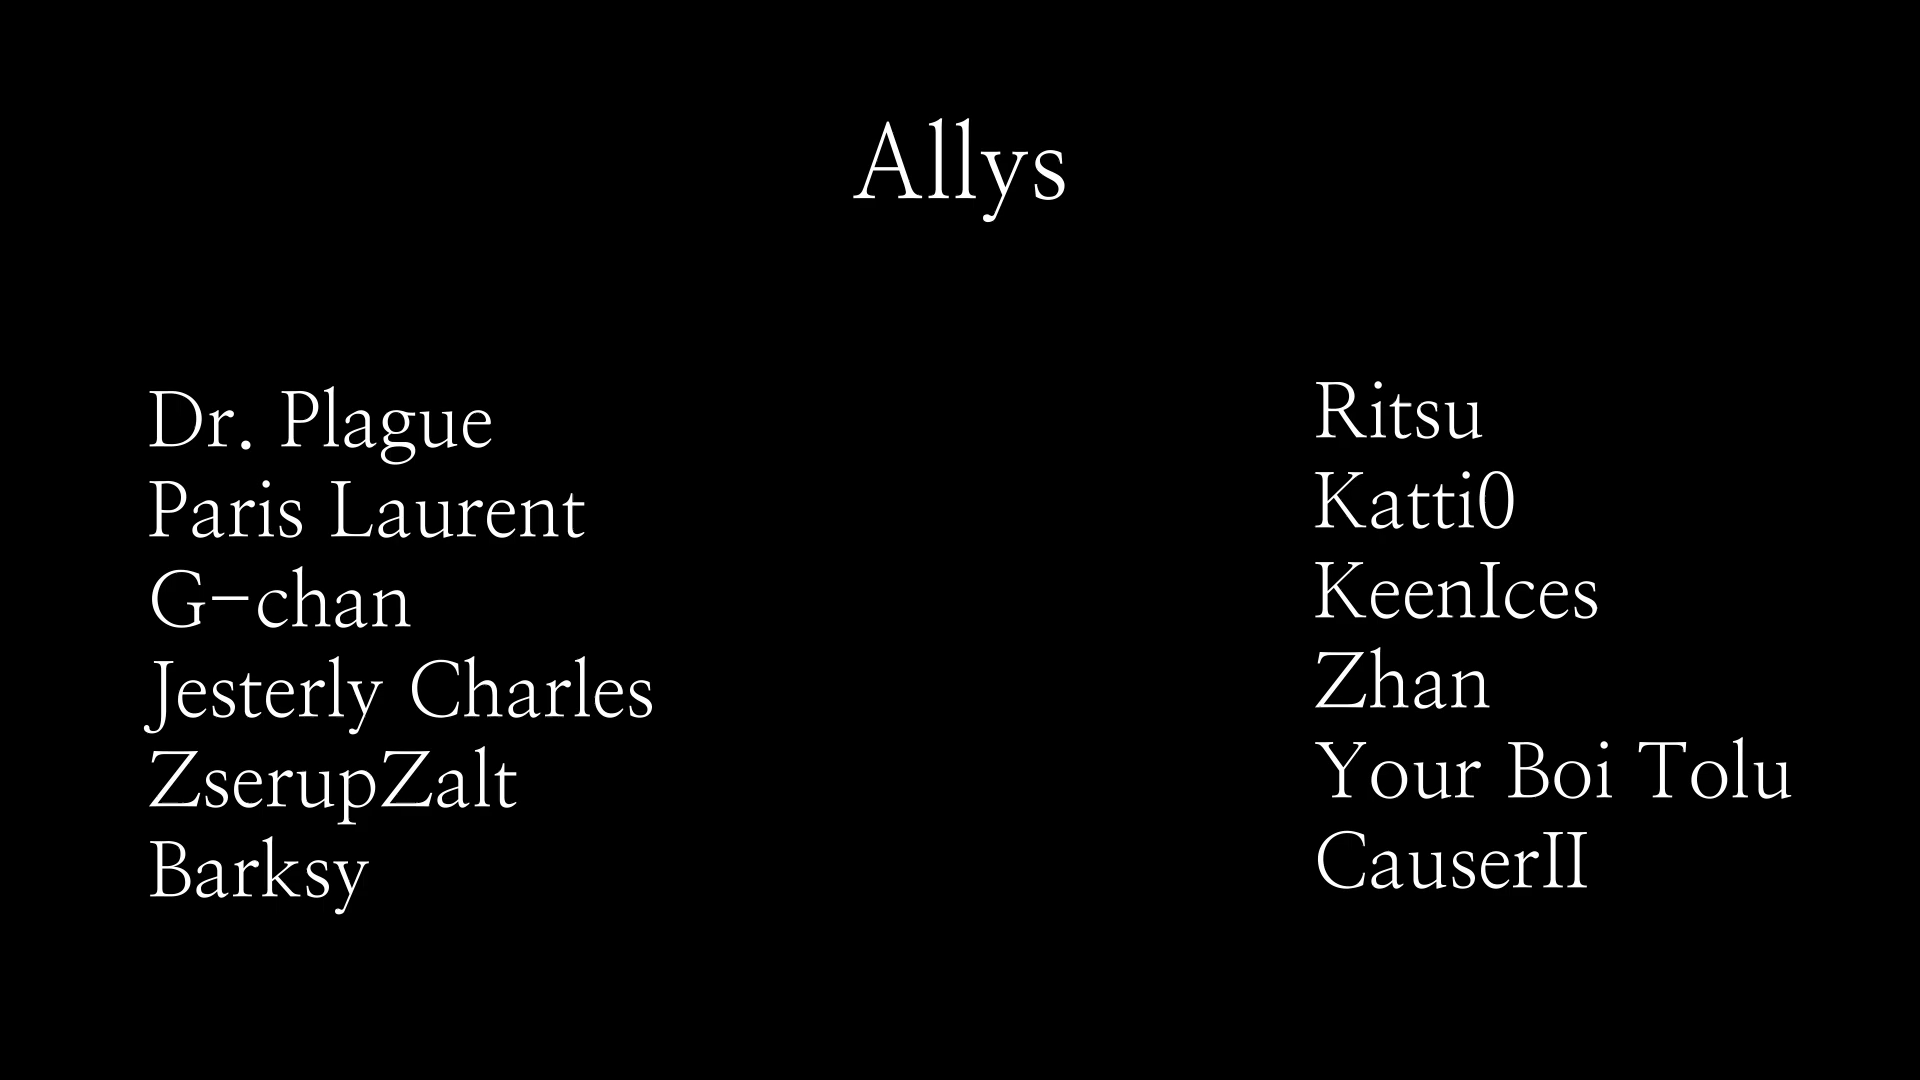 Allys
Dr. Plague
Paris Laurent
G-chan
Jesterly Charles
ZserupZalt
Barksy
Ritsu
Katti0
KeenIces
Zhan
Your Boi Tolu
CauserII